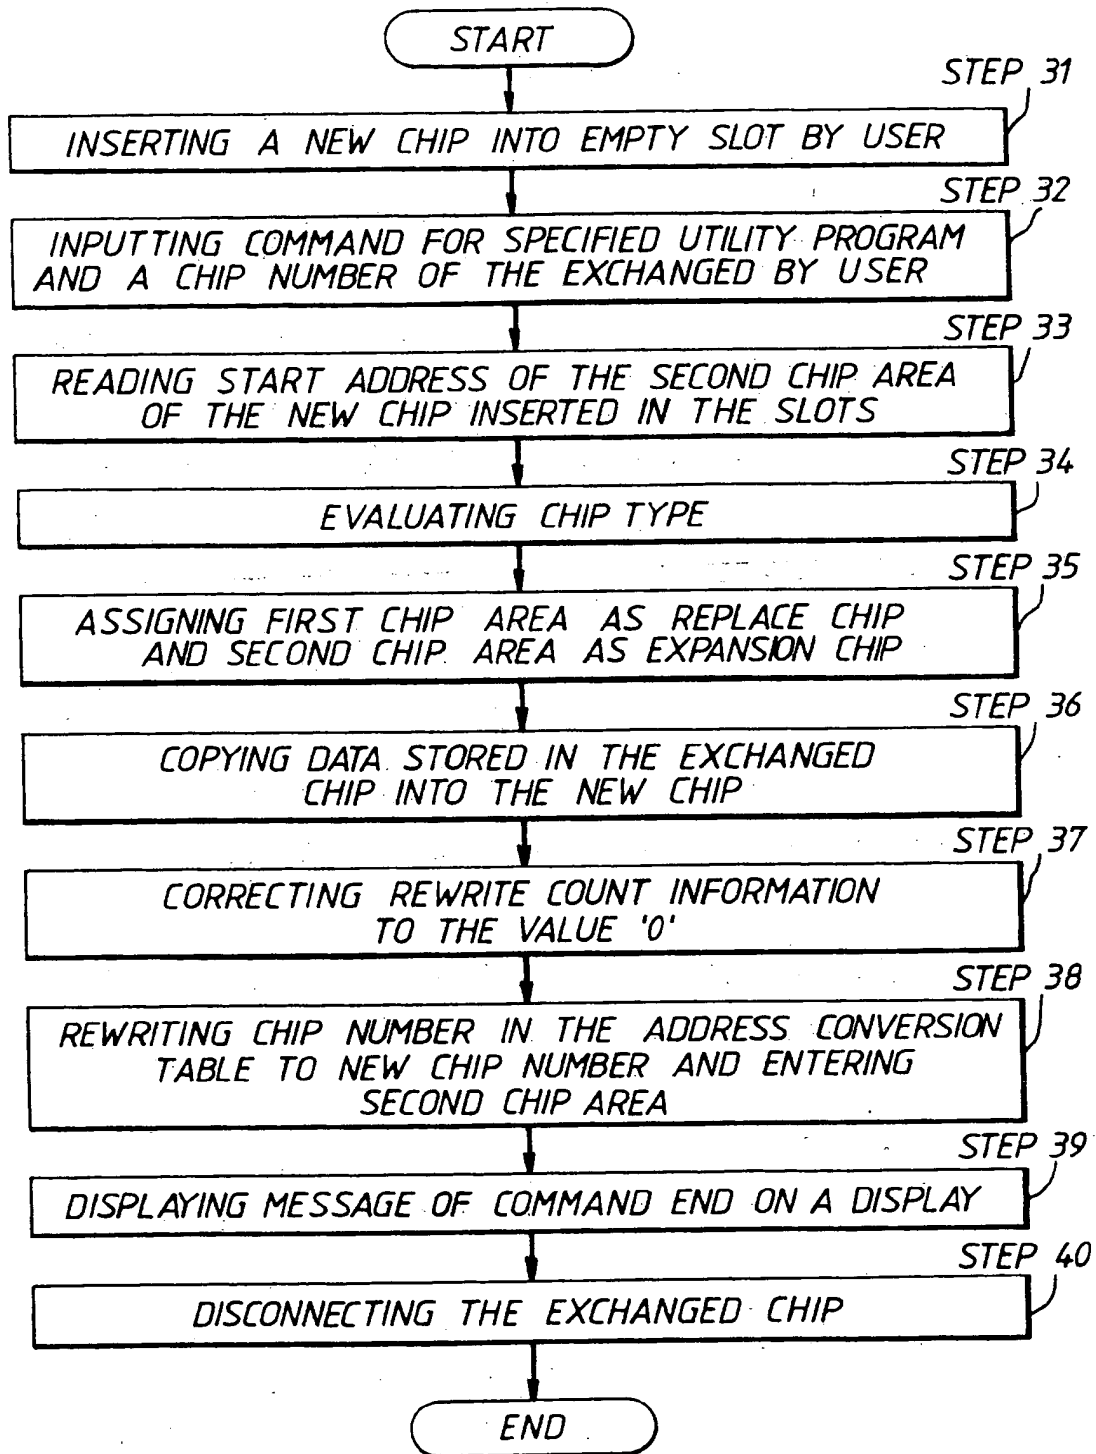 START
STEP 31
INSERTING A NEW CHIP INTO EMPTY SLOT BY USER
STEP 32
INPUTTING COMMAND FOR SPECIFIED UTILITY PROGRAM
AND A CHIP NUMBER OF THE EXCHANGED BY USER
STEP 33
READING START ADDRESS OF THE SECOND CHIP AREA
OF THE NEW CHIP INSERTED IN THE SLOTS
STEP 34
EVALUATING CHIP TYPE
STEP 35
ASSIGNING FIRST CHIP AREA AS REPLACE CHIP
AND SECOND CHIP AREA AS EXPANSION CHIP
STEP 36
COPYING DATA STORED IN THE EXCHANGED
CHIP INTO THE NEW CHIP
STEP 37
CORRECTING REWRITE COUNT INFORMATION
TO THE VALUE '0'
STEP 38
REWRITING CHIP NUMBER IN THE ADDRESS CONVERSION
TABLE TO NEW CHIP NUMBER AND ENTERING
SECOND CHIP AREA
STEP 39
DISPLAYING MESSAGE OF COMMAND END ON A DISPLAY
STEP 40
DISCONNECTING THE EXCHANGED CHIP
END